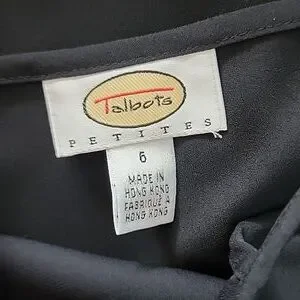 Talbots
PETITES
6
MADE IN
HONG KONG
FABRIQUÉ À
HONG KONG